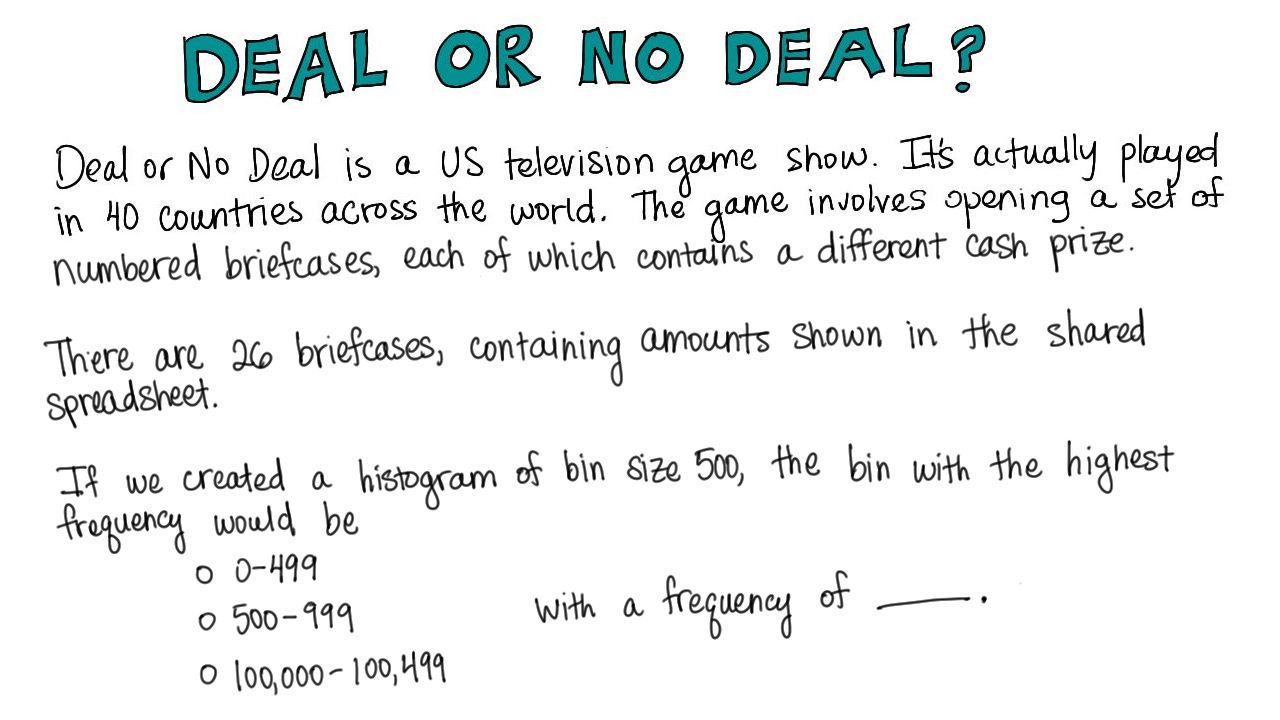 DEAL OR NO DEAL?
Deal or No Deal is a US television game show. It's actually played
in 40 countries across the world. The game involves opening a set of
numbered briefcases, each of which contains a different cash prize.
There are 26 briefcases, containing amounts shown in the shared
spreadsheet.
If we created a histogram of bin size 500, the bin with the highest
frequency would be
0-499
500-999
with a frequency of ____.
100,000-100,499